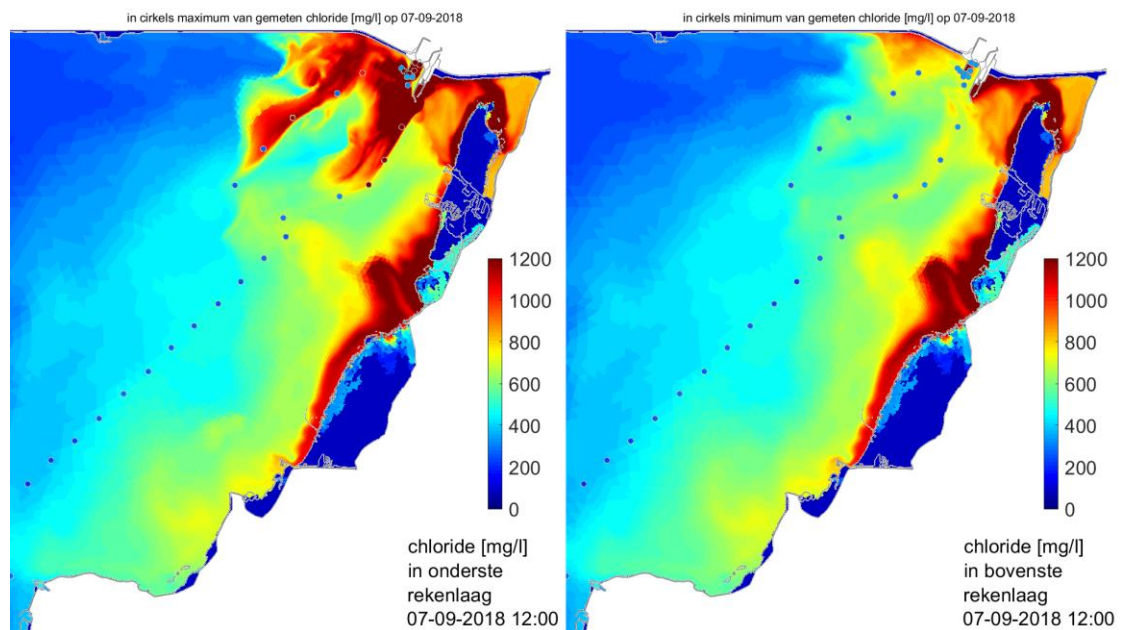 in cirkels maximum van gemeten chloride [mg/l] op 07-09-2018
1200
1000
800
600
400
200
0
chloride [mg/l]
in onderste
rekenlaag
07-09-2018 12:00
in cirkels minimum van gemeten chloride [mg/l] op 07-09-2018
1200
1000
800
600
400
200
0
chloride [mg/l]
in bovenste
rekenlaag
07-09-2018 12:00